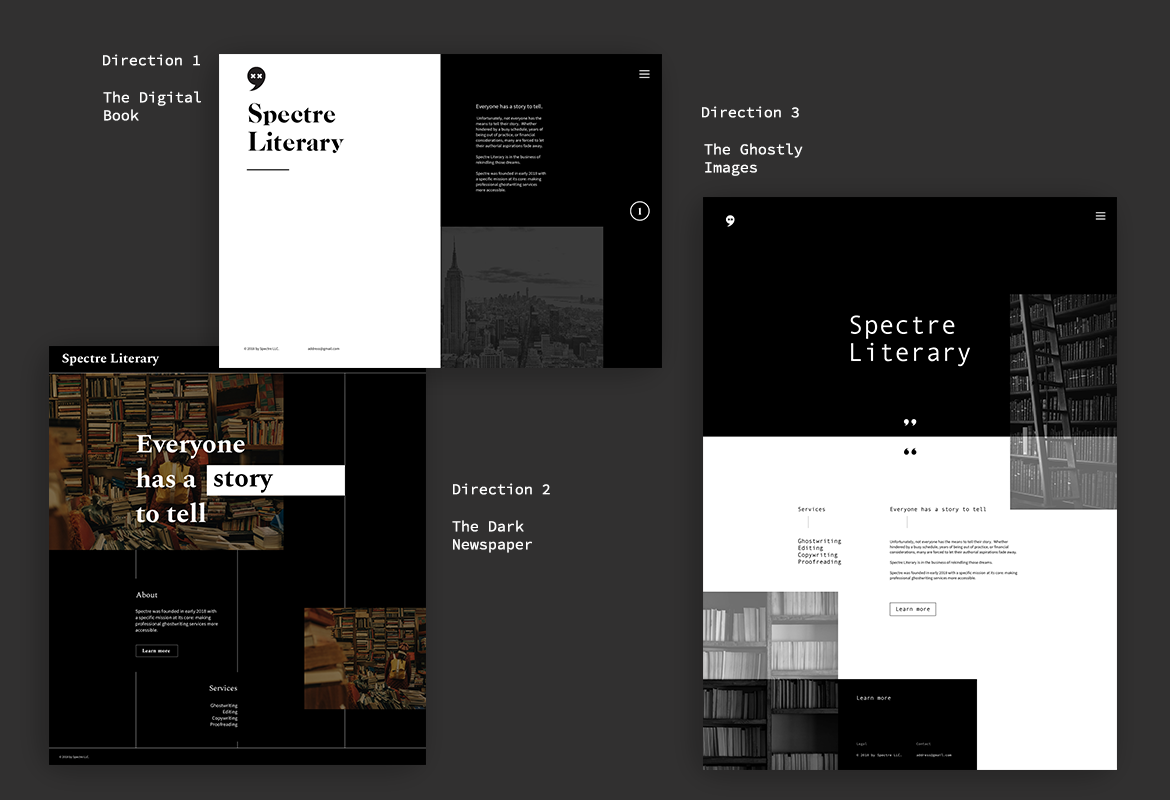 Direction 1
The Digital
Book
Spectre
Literary
Everyone has a story to tell.
Unfortunately, not everyone has the
means to tell their story. Whether
hindered by a busy schedule, years of
being out of practice, or financial
considerations, many are forced to let
their authorial aspirations fade away.
Spectre Literary is in the business of
rekindling those dreams.
Spectre was founded in early 2018 with
a specific mission at its core: making
professional ghostwriting services
more accessible.
I
© 2018 by Spectre LLC.
address@gmail.com
Direction 2
The Dark
Newspaper
Spectre Literary
Everyone
has a story
to tell
About
Spectre was founded in early 2018 with
a specific mission at its core: making
professional ghostwriting services more
accessible.
Learn more
Services
Ghostwriting
Editing
Copywriting
Proofreading
© 2018 by Spectre LLC.
Direction 3
The Ghostly
Images
Spectre
Literary
Services
Ghostwriting
Editing
Copywriting
Proofreading
Everyone has a story to tell
Unfortunately, not everyone has the means to tell their story. Whether
hindered by a busy schedule, years of being out of practice, or financial
considerations, many are forced to let their authorial aspirations fade away.
Spectre Literary is in the business of rekindling those dreams.
Spectre was founded in early 2018 with a specific mission at its core: making
professional ghostwriting services more accessible.
Learn more
Learn more
Legal
© 2018 by Spectre LLC.
Contact
address@gmail.com